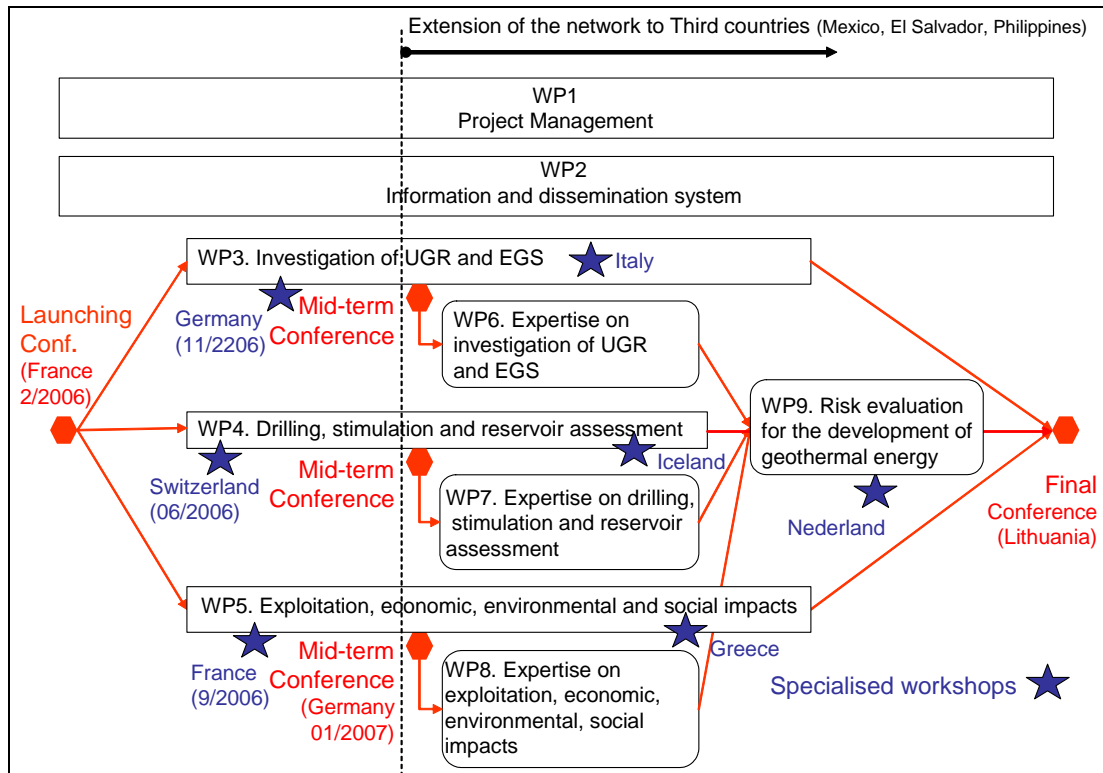 Extension of the network to Third countries (Mexico, El Salvador, Philippines)
WP1
Project Management
WP2
Information and dissemination system
WP3. Investigation of UGR and EGS
Italy
Germany
(11/2206)
Mid-term
Conference
Launching
Conf.
(France
2/2006)
WP6. Expertise on
investigation of UGR
and EGS
WP4. Drilling, stimulation and reservoir assessment
Iceland
Switzerland
(06/2006)
Mid-term
Conference
WP7. Expertise on drilling,
stimulation and reservoir
assessment
WP9. Risk evaluation
for the development of
geothermal energy
Nederland
Final
Conference
(Lithuania)
WP5. Exploitation, economic, environmental and social impacts
Greece
France
(9/2006)
Mid-term
Conference
(Germany
01/2007)
WP8. Expertise on
exploitation, economic,
environmental, social
impacts
Specialised workshops